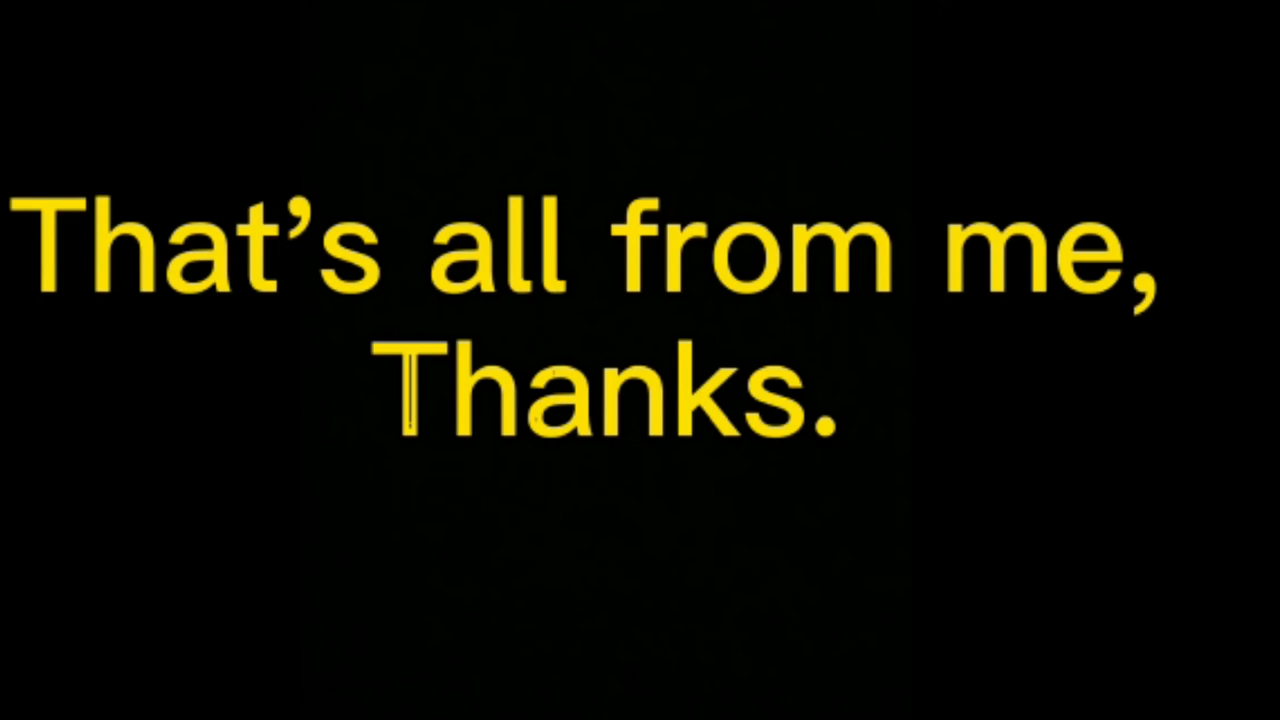 That’s all from me,
Thanks.